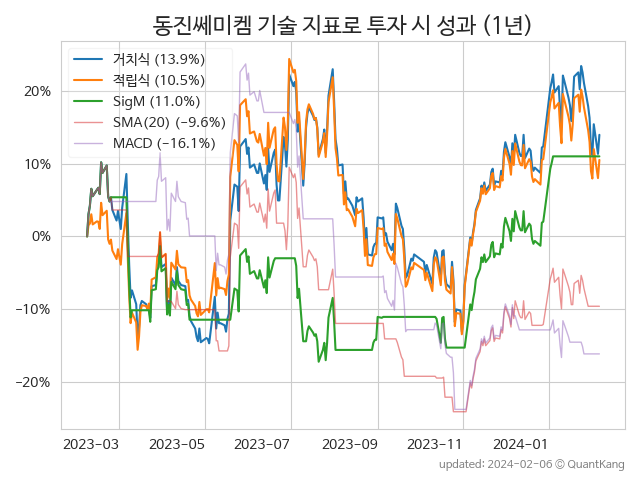 동진쎄미켐 기술 지표로 투자 시 성과 (1년)
거치식 (13.9%)
적립식 (10.5%)
SigM (11.0%)
SMA(20) (−9.6%)
MACD (−16.1%)
20%
10%
0%
−10%
−20%
2023-03 2023-05 2023-07 2023-09 2023-11 2024-01
updated: 2024-02-06 © QuantKang